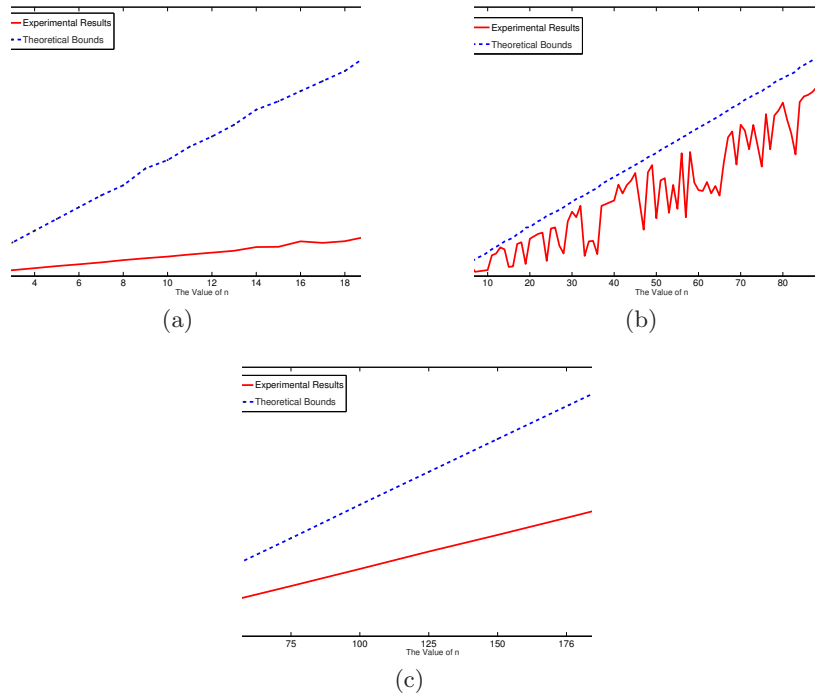 Experimental Results
Theoretical Bounds
4 6 8 10 12 14 16 18
The Value of n
(a)
Experimental Results
Theoretical Bounds
10 20 30 40 50 60 70 80
The Value of n
(b)
Experimental Results
Theoretical Bounds
75 100 125 150 176
The Value of n
(c)